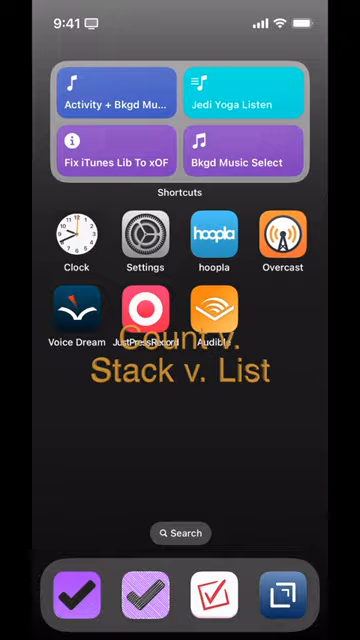 9:41
Activity + Bkgd Mu...
Jedi Yoga Listen
Fix iTunes Lib To xOF
Bkgd Music Select
Shortcuts
Clock
Settings
hoopla
hoopla
Overcast
Voice Dream
JustPressRecord
Audible
Count v.
Stack v. List
Search